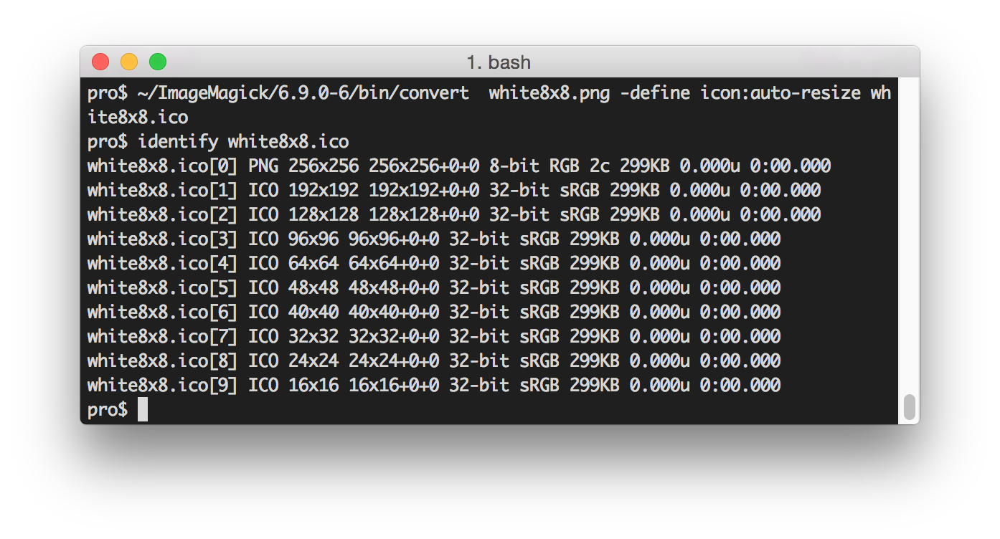 1. bash
pro$ ~/ImageMagick/6.9.0-6/bin/convert  white8x8.png -define icon:auto-resize wh
ite8x8.ico
pro$ identify white8x8.ico
white8x8.ico[0] PNG 256x256 256x256+0+0 8-bit RGB 2c 299KB 0.000u 0:00.000
white8x8.ico[1] ICO 192x192 192x192+0+0 32-bit sRGB 299KB 0.000u 0:00.000
white8x8.ico[2] ICO 128x128 128x128+0+0 32-bit sRGB 299KB 0.000u 0:00.000
white8x8.ico[3] ICO 96x96 96x96+0+0 32-bit sRGB 299KB 0.000u 0:00.000
white8x8.ico[4] ICO 64x64 64x64+0+0 32-bit sRGB 299KB 0.000u 0:00.000
white8x8.ico[5] ICO 48x48 48x48+0+0 32-bit sRGB 299KB 0.000u 0:00.000
white8x8.ico[6] ICO 40x40 40x40+0+0 32-bit sRGB 299KB 0.000u 0:00.000
white8x8.ico[7] ICO 32x32 32x32+0+0 32-bit sRGB 299KB 0.000u 0:00.000
white8x8.ico[8] ICO 24x24 24x24+0+0 32-bit sRGB 299KB 0.000u 0:00.000
white8x8.ico[9] ICO 16x16 16x16+0+0 32-bit sRGB 299KB 0.000u 0:00.000
pro$